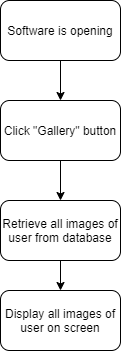 Software is opening
Click "Gallery" button
Retrieve all images of
user from database
Display all images of
user on screen